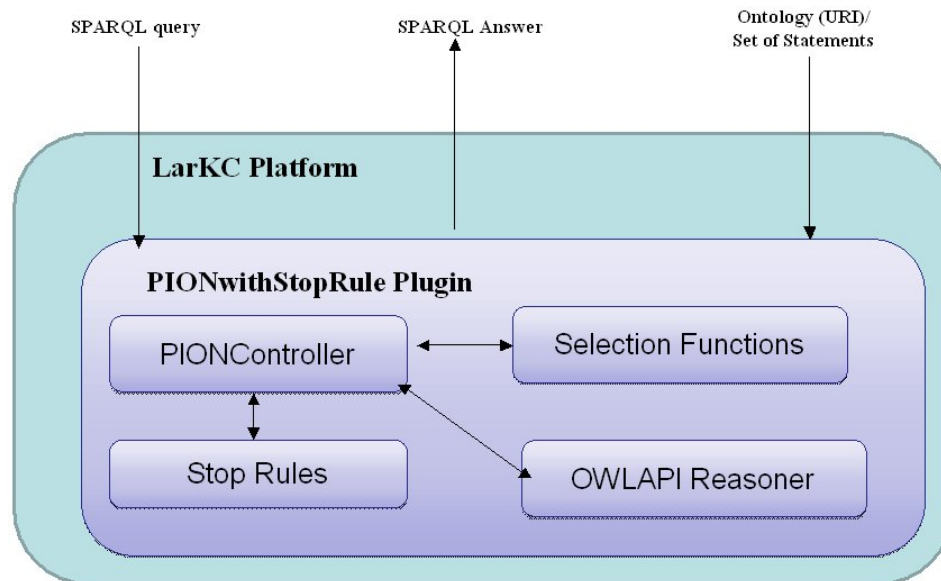 SPARQL query
SPARQL Answer
Ontology (URI)/
Set of Statements
LarKC Platform
PIONwithStopRule Plugin
PIONController
Selection Functions
Stop Rules
OWLAPI Reasoner